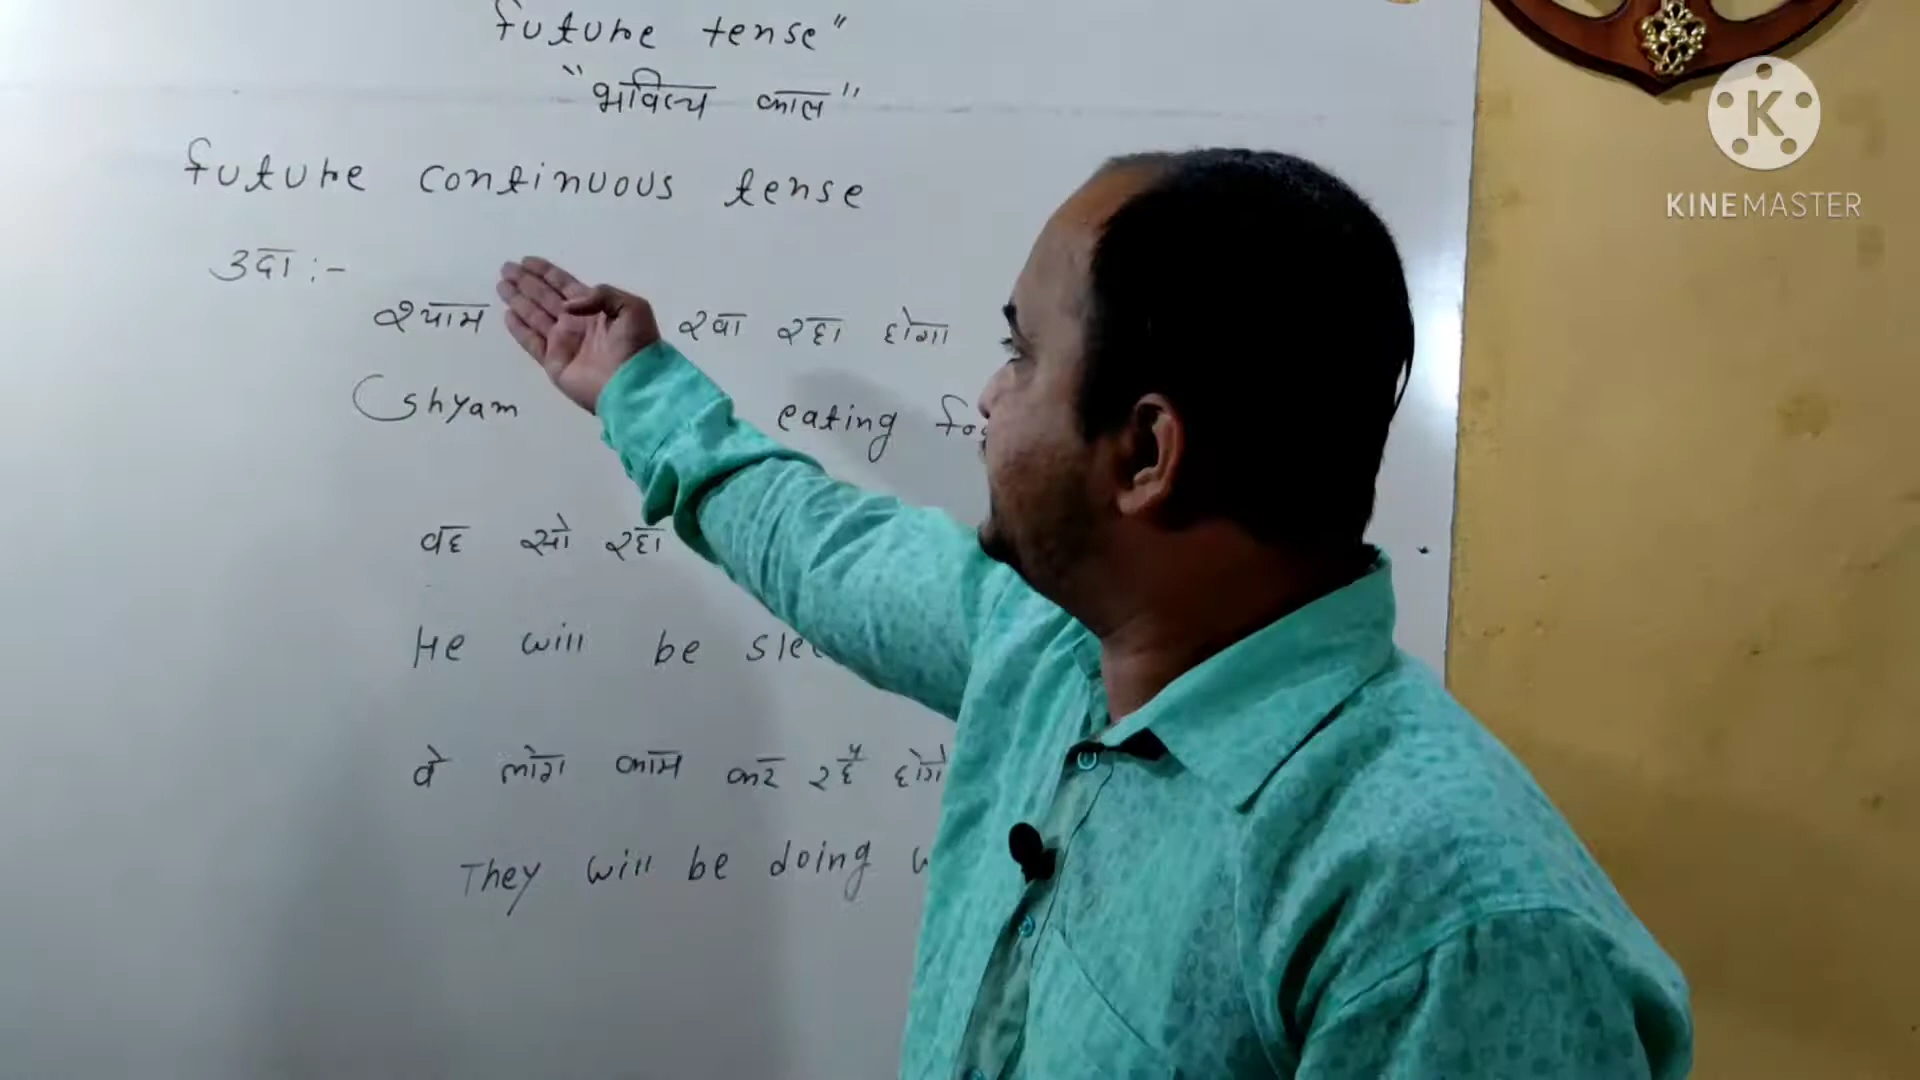 future tense"
"भविष्य काल"
future continuous tense
उदा :-
श्याम खा रहा होगा
shyam eating
वह सो रहा
He will be
वे लोग काम कर रहे होंगे
They will be doing
KINEMASTER